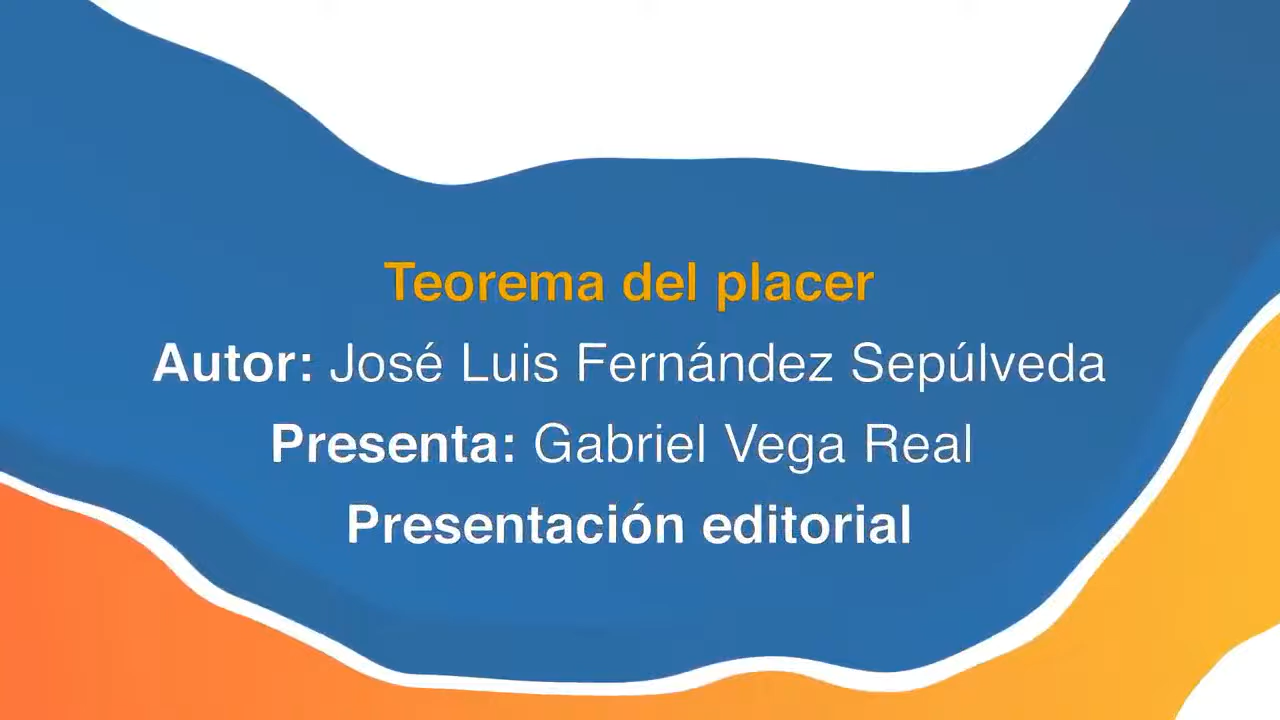 Teorema del placer
Autor: José Luis Fernández Sepúlveda
Presenta: Gabriel Vega Real
Presentación editorial